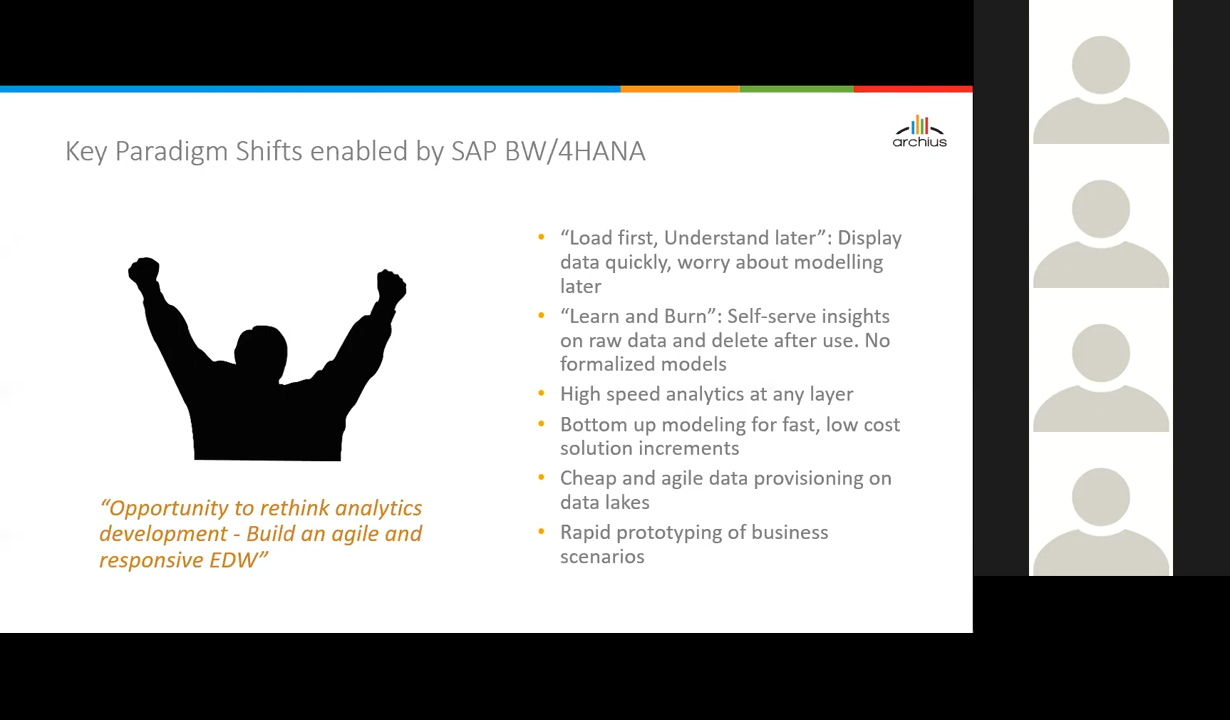 archius
Key Paradigm Shifts enabled by SAP BW/4HANA
• “Load first, Understand later”: Display
data quickly, worry about modelling
later
• “Learn and Burn”: Self-serve insights
on raw data and delete after use. No
formalized models
• High speed analytics at any layer
• Bottom up modeling for fast, low cost
solution increments
• Cheap and agile data provisioning on
data lakes
• Rapid prototyping of business
scenarios
“Opportunity to rethink analytics
development - Build an agile and
responsive EDW”